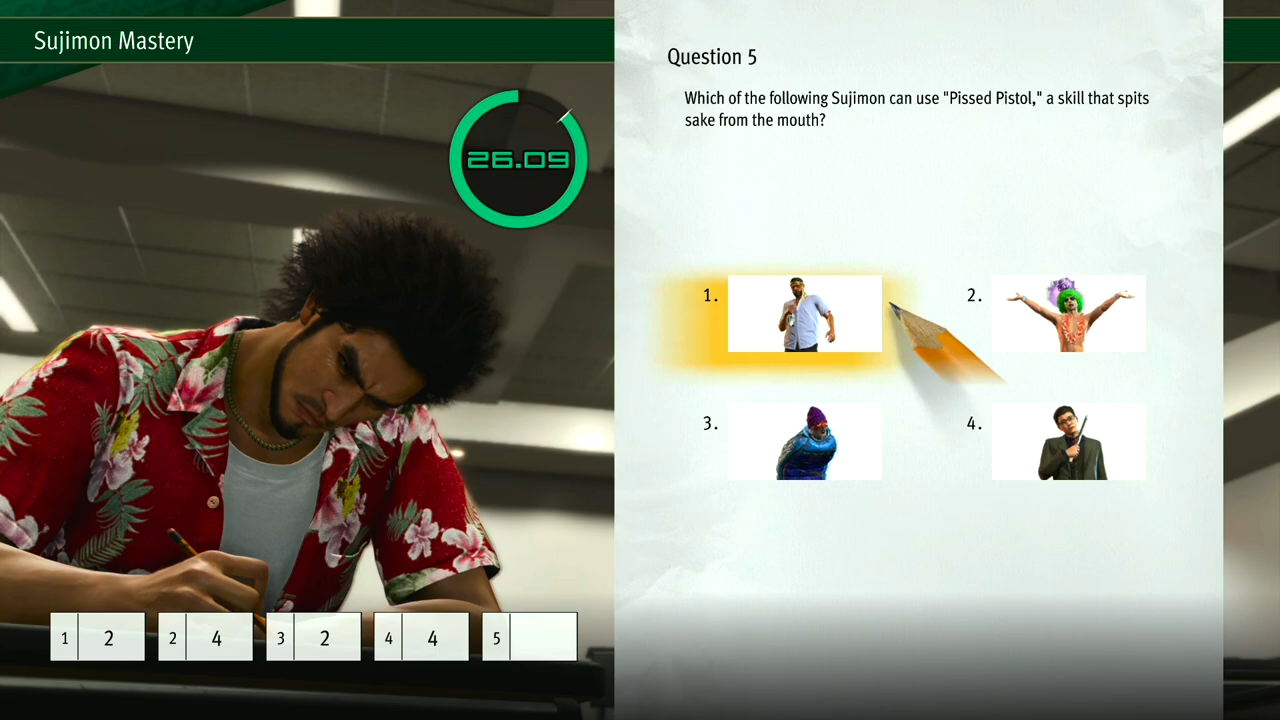 Sujimon Mastery
26.09
Question 5
Which of the following Sujimon can use "Pissed Pistol," a skill that spits
sake from the mouth?
1.
2.
3.
4.
1 2 2 4 3 2 4 4 5